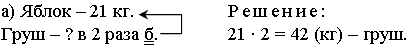 а) Яблок – 21 кг.
Груш – ? в 2 раза б.
Решение:
21 · 2 = 42 (кг) – груш.